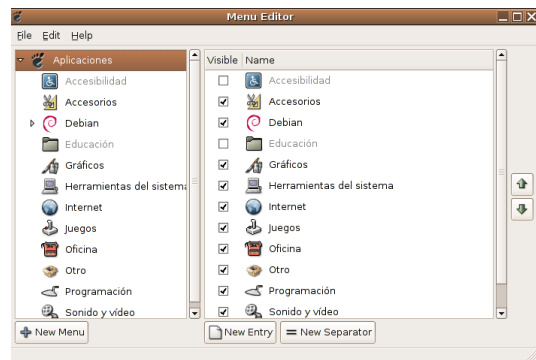 Menu Editor
File Edit Help
Aplicaciones
Accesibilidad
Accesorios
Debian
Educación
Gráficos
Herramientas del sistema
Internet
Juegos
Oficina
Otro
Programación
Sonido y vídeo
New Menu
Visible Name
Accesibilidad
Accesorios
Debian
Educación
Gráficos
Herramientas del sistema
Internet
Juegos
Oficina
Otro
Programación
Sonido y vídeo
New Entry New Separator